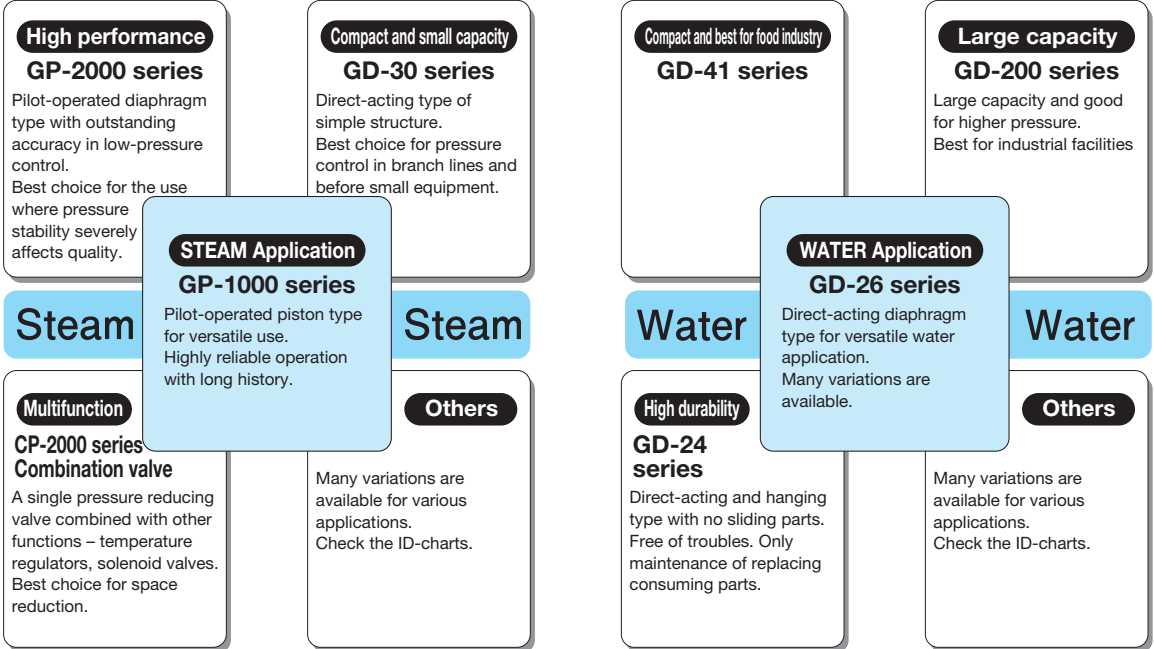 High performance
GP-2000 series
Pilot-operated diaphragm
type with outstanding
accuracy in low-pressure
control.
Best choice for the use
where pressure
stability severely
affects quality.
Compact and small capacity
GD-30 series
Direct-acting type of
simple structure.
Best choice for pressure
control in branch lines and
before small equipment.
STEAM Application
GP-1000 series
Pilot-operated piston type
for versatile use.
Highly reliable operation
with long history.
Steam
Steam
Multifunction
CP-2000 series
Combination valve
A single pressure reducing
valve combined with other
functions – temperature
regulators, solenoid valves.
Best choice for space
reduction.
Others
Many variations are
available for various
applications.
Check the ID-charts.
Compact and best for food industry
GD-41 series
Large capacity
GD-200 series
Large capacity and good
for higher pressure.
Best for industrial facilities
WATER Application
GD-26 series
Direct-acting diaphragm
type for versatile water
application.
Many variations are
available.
Water
Water
High durability
GD-24
series
Direct-acting and hanging
type with no sliding parts.
Free of troubles. Only
maintenance of replacing
consuming parts.
Others
Many variations are
available for various
applications.
Check the ID-charts.